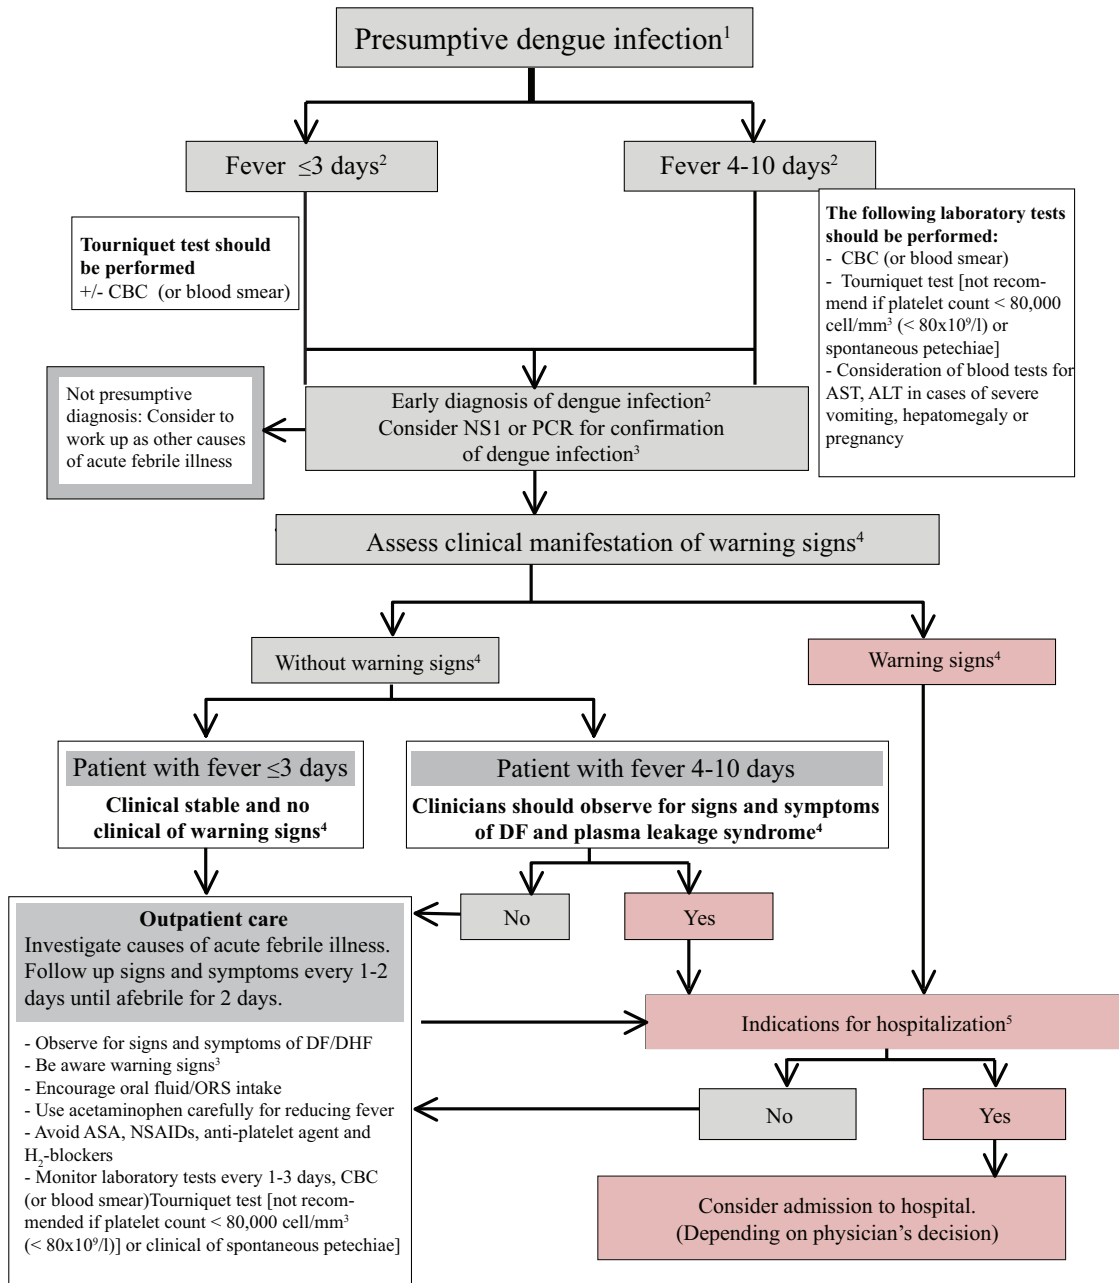 Presumptive dengue infection¹
Fever ≤3 days²
Fever 4-10 days²
Tourniquet test should
be performed
+/- CBC (or blood smear)
The following laboratory tests
should be performed:
- CBC (or blood smear)
- Tourniquet test [not recom-
mend if platelet count < 80,000
cell/mm³ (< 80x10⁹/l) or
spontaneous petechiae]
- Consideration of blood tests for
AST, ALT in cases of severe
vomiting, hepatomegaly or
pregnancy
Not presumptive
diagnosis: Consider to
work up as other causes
of acute febrile illness
Early diagnosis of dengue infection²
Consider NS1 or PCR for confirmation
of dengue infection³
Assess clinical manifestation of warning signs⁴
Without warning signs⁴
Warning signs⁴
Patient with fever ≤3 days
Clinical stable and no
clinical of warning signs⁴
Patient with fever 4-10 days
Clinicians should observe for signs and symptoms
of DF and plasma leakage syndrome⁴
No
Yes
Outpatient care
Investigate causes of acute febrile illness.
Follow up signs and symptoms every 1-2
days until afebrile for 2 days.
- Observe for signs and symptoms of DF/DHF
- Be aware warning signs³
- Encourage oral fluid/ORS intake
- Use acetaminophen carefully for reducing fever
- Avoid ASA, NSAIDs, anti-platelet agent and
H₂-blockers
- Monitor laboratory tests every 1-3 days, CBC
(or blood smear)Tourniquet test [not recom-
mended if platelet count < 80,000 cell/mm³
(< 80x10⁹/l)] or clinical of spontaneous petechiae]
Indications for hospitalization⁵
No
Yes
Consider admission to hospital.
(Depending on physician's decision)